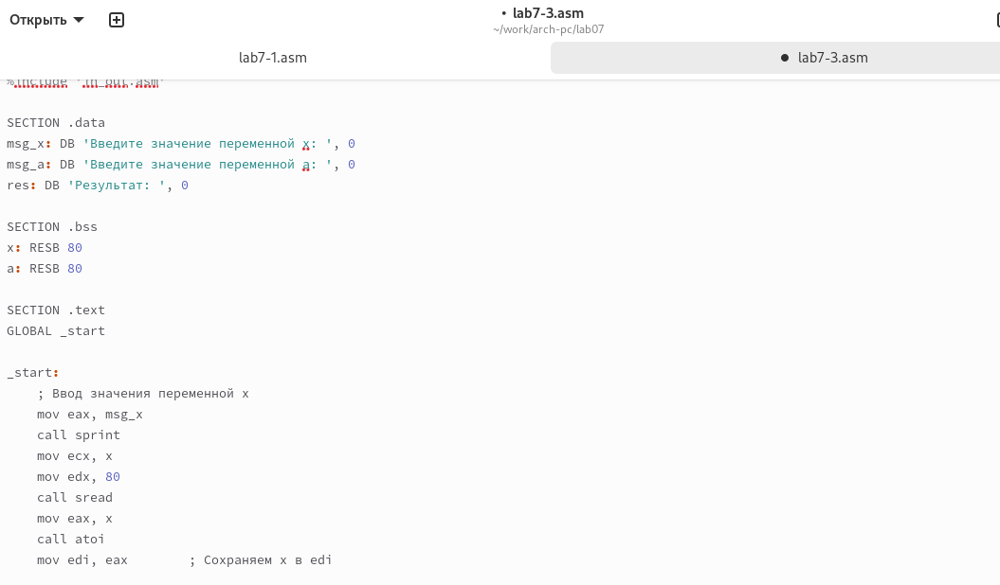 Открыть
• lab7-3.asm
~/work/arch-pc/lab07
lab7-1.asm
● lab7-3.asm
%include 'in_out.asm'
SECTION .data
msg_x: DB 'Введите значение переменной x: ', 0
msg_a: DB 'Введите значение переменной a: ', 0
res: DB 'Результат: ', 0
SECTION .bss
x: RESB 80
a: RESB 80
SECTION .text
GLOBAL _start
_start:
; Ввод значения переменной x
mov eax, msg_x
call sprint
mov ecx, x
mov edx, 80
call sread
mov eax, x
call atoi
mov edi, eax ; Сохраняем x в edi